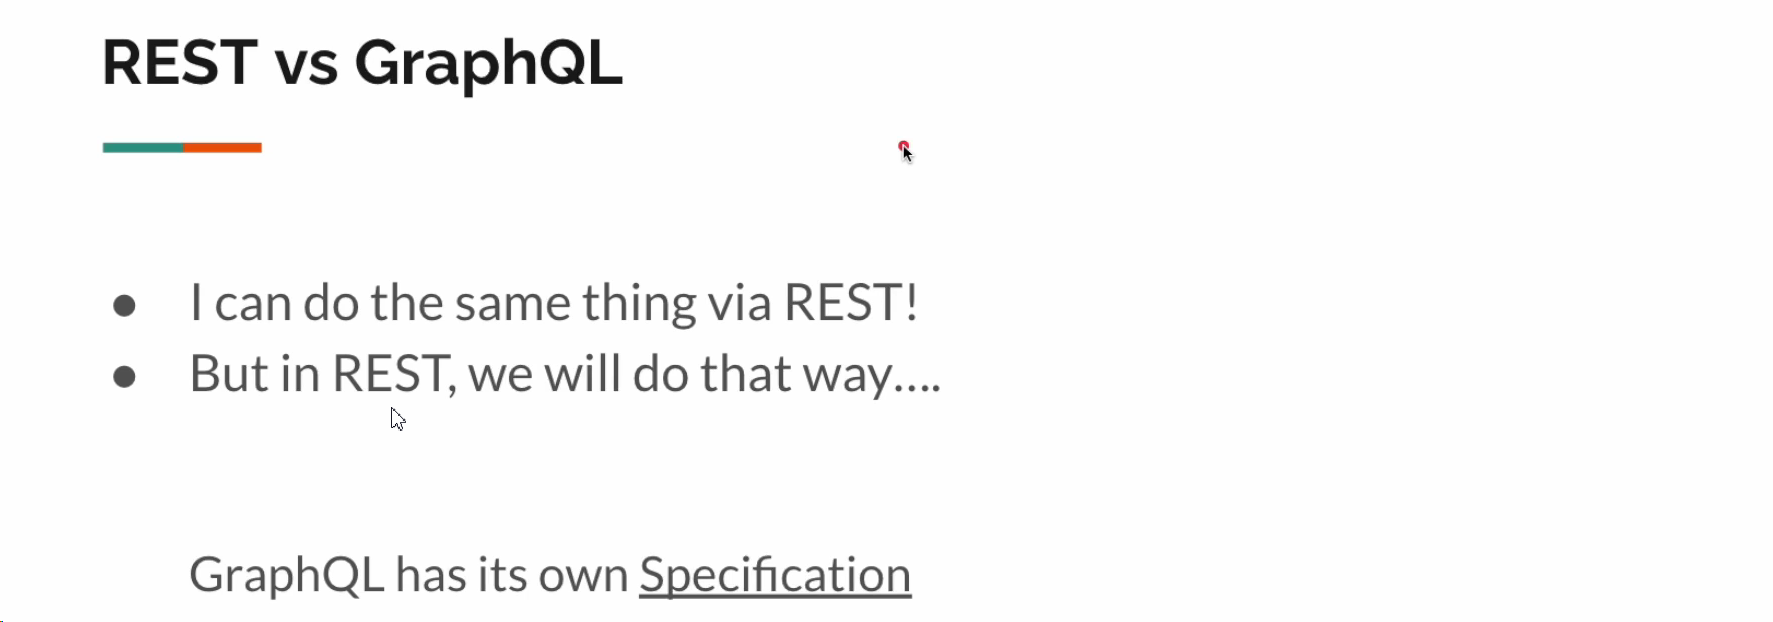 REST vs GraphQL
● I can do the same thing via REST!
● But in REST, we will do that way....
GraphQL has its own Specification